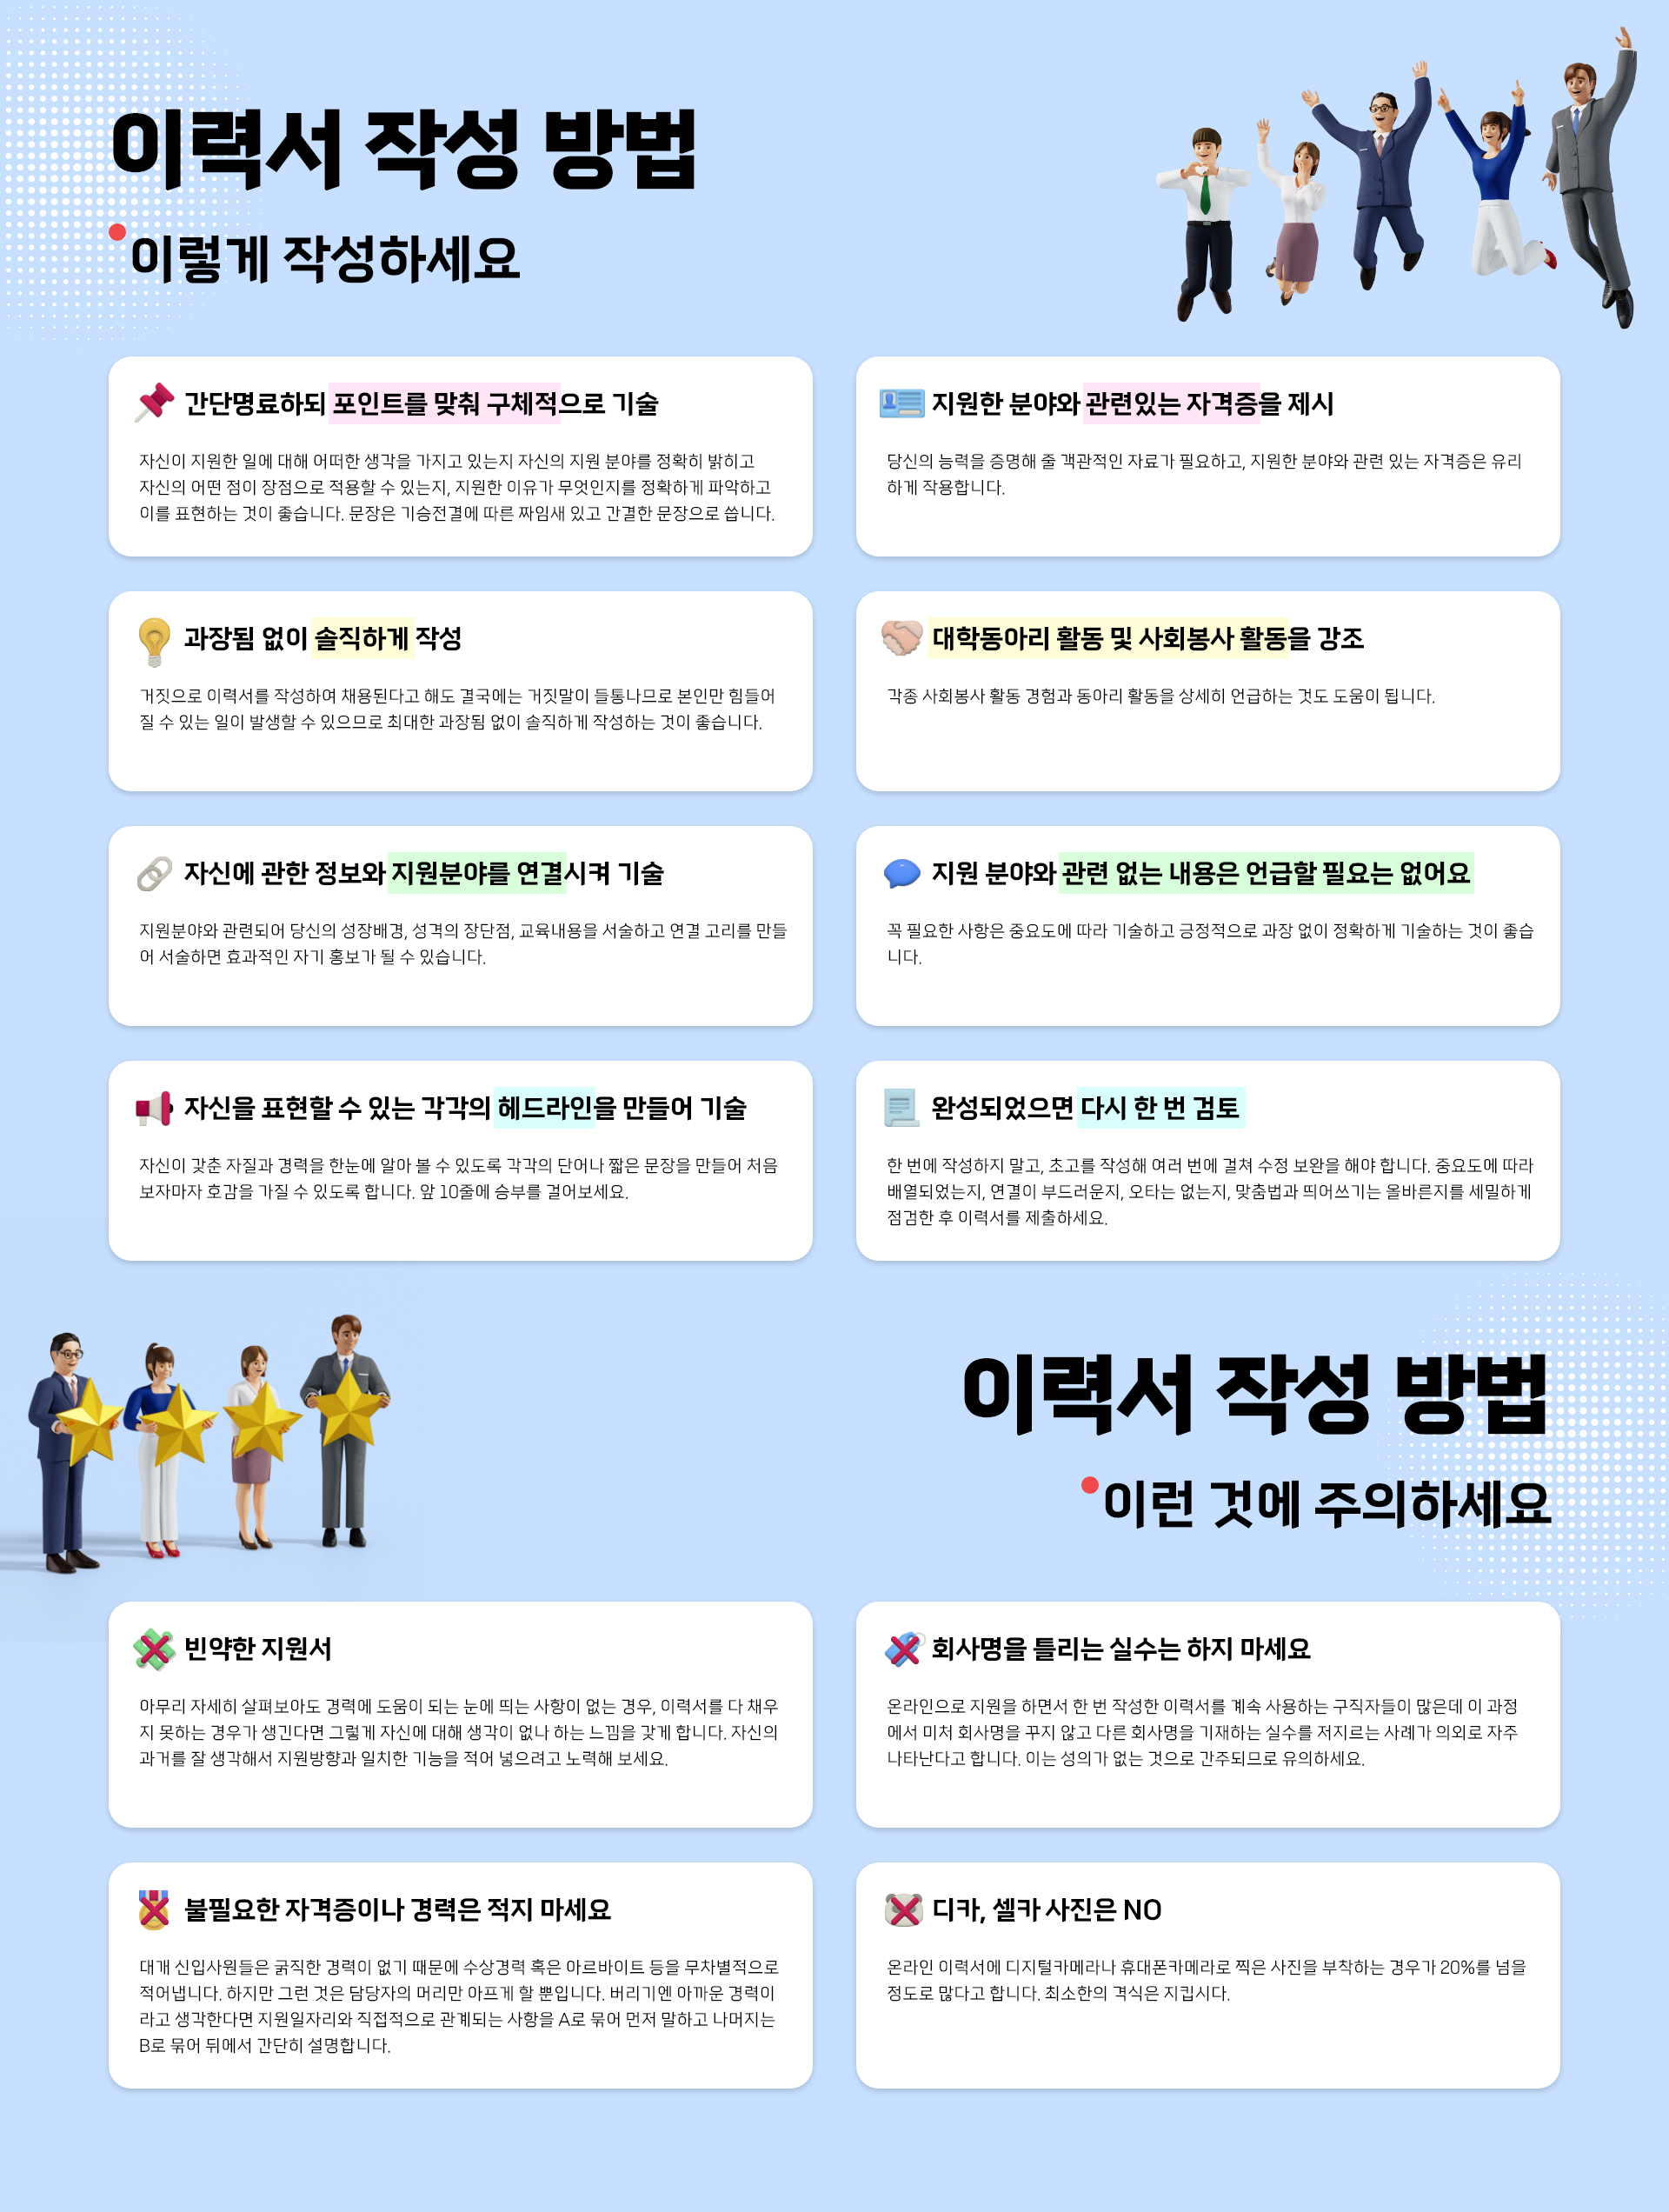 이력서 작성 방법
이렇게 작성하세요
간단명료하되 포인트를 맞춰 구체적으로 기술
자신이 지원한 일에 대해 어떠한 생각을 가지고 있는지 자신의 지원 분야를 정확히 밝히고
자신의 어떤 점이 장점으로 적용할 수 있는지, 지원한 이유가 무엇인지를 정확하게 파악하고
이를 표현하는 것이 좋습니다. 문장은 기승전결에 따른 짜임새 있고 간결한 문장으로 씁니다.
지원한 분야와 관련있는 자격증을 제시
당신의 능력을 증명해 줄 객관적인 자료가 필요하고, 지원한 분야와 관련 있는 자격증은 유리
하게 작용합니다.
과장됨 없이 솔직하게 작성
거짓으로 이력서를 작성하여 채용된다고 해도 결국에는 거짓말이 들통나므로 본인만 힘들어
질 수 있는 일이 발생할 수 있으므로 최대한 과장됨 없이 솔직하게 작성하는 것이 좋습니다.
대학동아리 활동 및 사회봉사 활동을 강조
각종 사회봉사 활동 경험과 동아리 활동을 상세히 언급하는 것도 도움이 됩니다.
자신에 관한 정보와 지원분야를 연결시켜 기술
지원분야와 관련되어 당신의 성장배경, 성격의 장단점, 교육내용을 서술하고 연결 고리를 만들
어 서술하면 효과적인 자기 홍보가 될 수 있습니다.
지원 분야와 관련 없는 내용은 언급할 필요는 없어요
꼭 필요한 사항은 중요도에 따라 기술하고 긍정적으로 과장 없이 정확하게 기술하는 것이 좋습
니다.
자신을 표현할 수 있는 각각의 헤드라인을 만들어 기술
자신이 갖춘 자질과 경력을 한눈에 알아 볼 수 있도록 각각의 단어나 짧은 문장을 만들어 처음
보자마자 호감을 가질 수 있도록 합니다. 앞 10줄에 승부를 걸어보세요.
완성되었으면 다시 한 번 검토
한 번에 작성하지 말고, 초고를 작성해 여러 번에 걸쳐 수정 보완을 해야 합니다. 중요도에 따라
배열되었는지, 연결이 부드러운지, 오타는 없는지, 맞춤법과 띄어쓰기는 올바른지를 세밀하게
점검한 후 이력서를 제출하세요.
이력서 작성 방법
이런 것에 주의하세요
빈약한 지원서
아무리 자세히 살펴보아도 경력에 도움이 되는 눈에 띄는 사항이 없는 경우, 이력서를 다 채우
지 못하는 경우가 생긴다면 그렇게 자신에 대해 생각이 없나 하는 느낌을 갖게 합니다. 자신의
과거를 잘 생각해서 지원방향과 일치한 기능을 적어 넣으려고 노력해 보세요.
회사명을 틀리는 실수는 하지 마세요
온라인으로 지원을 하면서 한 번 작성한 이력서를 계속 사용하는 구직자들이 많은데 이 과정
에서 미처 회사명을 꾸지 않고 다른 회사명을 기재하는 실수를 저지르는 사례가 의외로 자주
나타난다고 합니다. 이는 성의가 없는 것으로 간주되므로 유의하세요.
불필요한 자격증이나 경력은 적지 마세요
대개 신입사원들은 굵직한 경력이 없기 때문에 수상경력 혹은 아르바이트 등을 무차별적으로
적어냅니다. 하지만 그런 것은 담당자의 머리만 아프게 할 뿐입니다. 버리기엔 아까운 경력이
라고 생각한다면 지원일자리와 직접적으로 관계되는 사항을 A로 묶어 먼저 말하고 나머지는
B로 묶어 뒤에서 간단히 설명합니다.
디카, 셀카 사진은 NO
온라인 이력서에 디지털카메라나 휴대폰카메라로 찍은 사진을 부착하는 경우가 20%를 넘을
정도로 많다고 합니다. 최소한의 격식은 지킵시다.